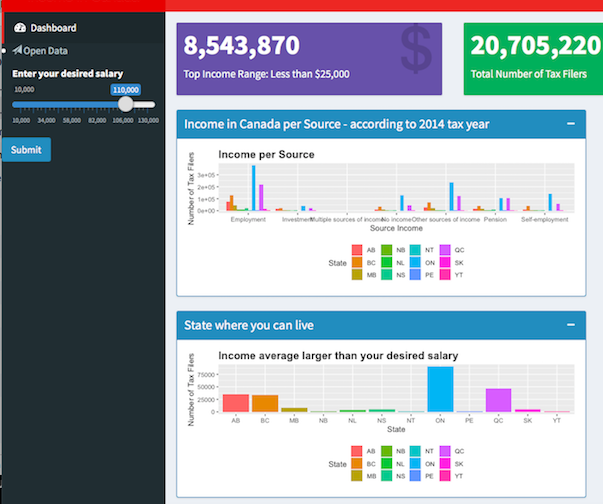 Dashboard
Open Data
Enter your desired salary
10,000 110,000
10,000 34,000 58,000 82,000 106,000 130,000
Submit
8,543,870
$
Top Income Range: Less than $25,000
20,705,220
Total Number of Tax Filers
Income in Canada per Source - according to 2014 tax year
Income per Source
Number of Tax Filers
3e+05
2e+05
1e+05
0e+00
Employment Investment Multiple sources of income No income Other sources of income Pension Self-employment
Source Income
State
AB NB NT QC
BC NL ON SK
MB NS PE YT
State where you can live
Income average larger than your desired salary
Number of Tax Filers
75000
50000
25000
0
AB BC MB NB NL NS NT ON PE QC SK YT
State
State
AB NB NT QC
BC NL ON SK
MB NS PE YT